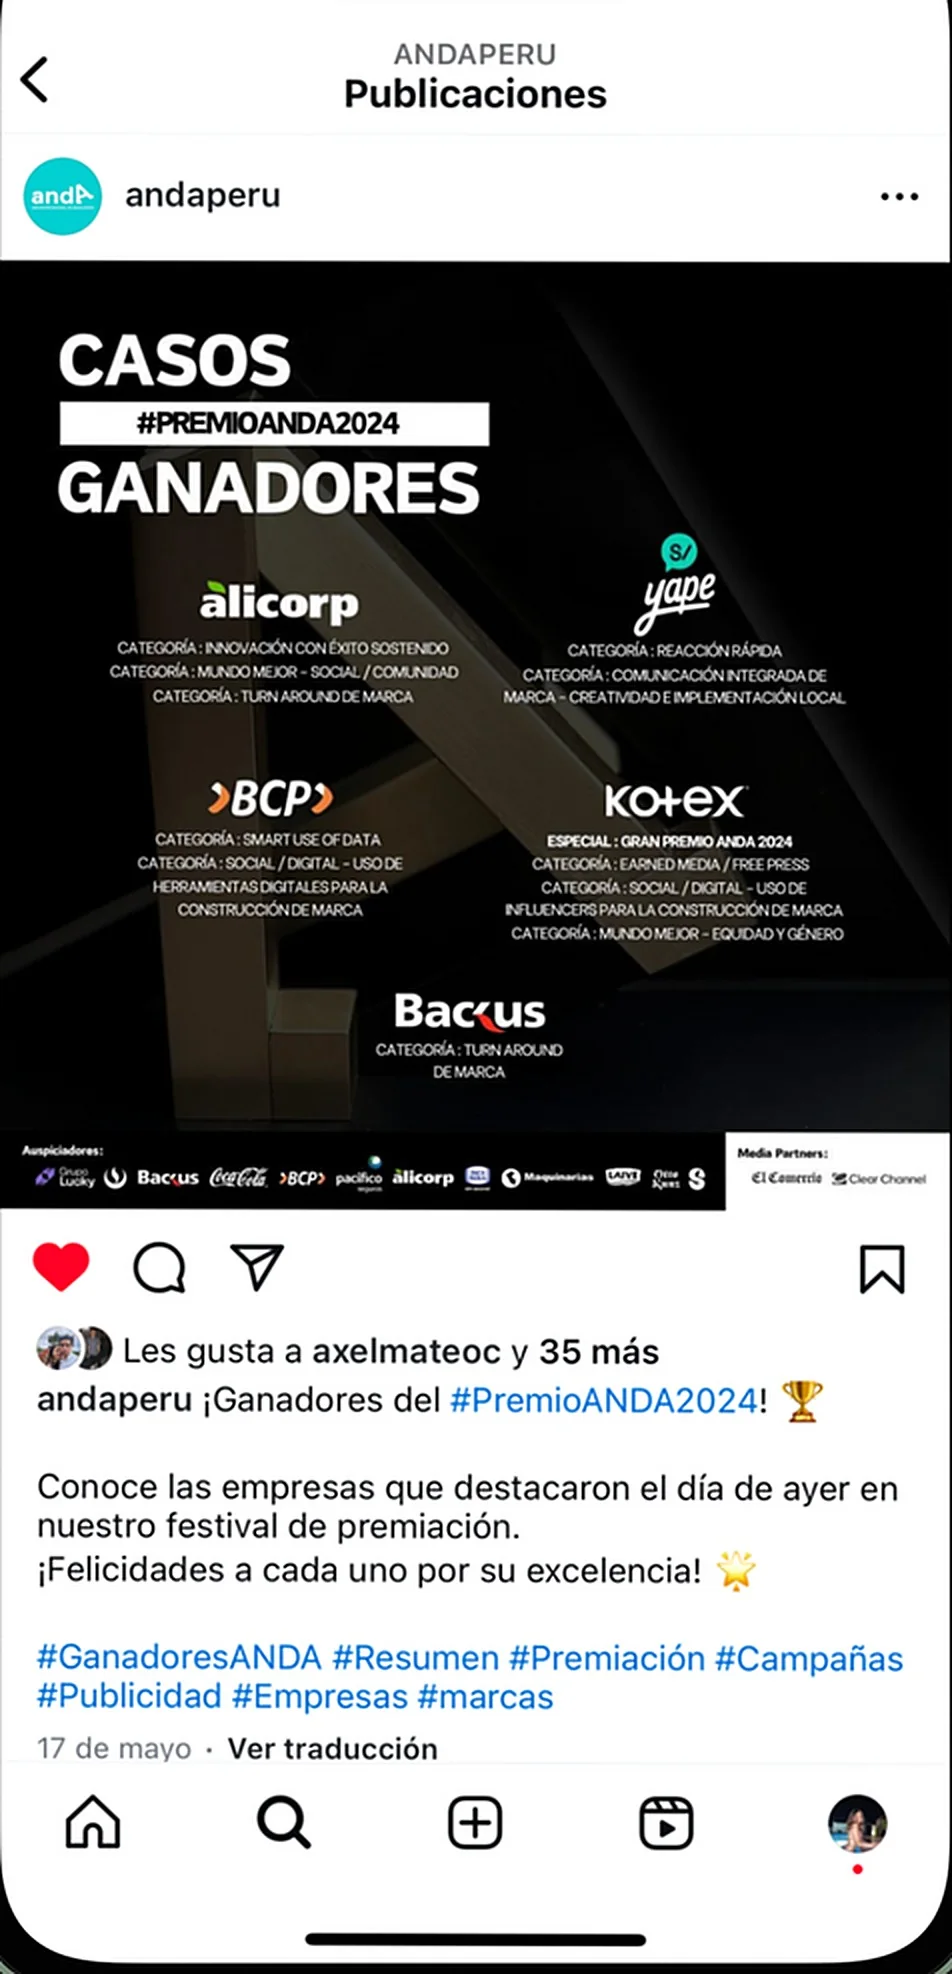 ANDAPERU
Publicaciones
andA
andaperu
CASOS
#PREMIOANDA2024
GANADORES
alicorp
CATEGORÍA : INNOVACIÓN CON ÉXITO SOSTENIDO
CATEGORÍA : MUNDO MEJOR – SOCIAL / COMUNIDAD
CATEGORÍA : TURN AROUND DE MARCA
S/
yape
CATEGORÍA : REACCIÓN RÁPIDA
CATEGORÍA : COMUNICACIÓN INTEGRADA DE
MARCA – CREATIVIDAD E IMPLEMENTACIÓN LOCAL
BCP
CATEGORÍA : SMART USE OF DATA
CATEGORÍA : SOCIAL / DIGITAL – USO DE
HERRAMIENTAS DIGITALES PARA LA
CONSTRUCCIÓN DE MARCA
Kotex
ESPECIAL : GRAN PREMIO ANDA 2024
CATEGORÍA : EARNED MEDIA / FREE PRESS
CATEGORÍA : SOCIAL / DIGITAL – USO DE
INFLUENCERS PARA LA CONSTRUCCIÓN DE MARCA
CATEGORÍA : MUNDO MEJOR – EQUIDAD Y GÉNERO
Backus
CATEGORÍA : TURN AROUND
DE MARCA
Auspiciadores:
Grupo Lucky Backus Coca-Cola BCP pacífico seguros alicorp Maquinarias LAIVE S
Media Partners:
El Comercio Clear Channel
Les gusta a axelmateoc y 35 más
andaperu ¡Ganadores del #PremioANDA2024! 🏆
Conoce las empresas que destacaron el día de ayer en
nuestro festival de premiación.
¡Felicidades a cada uno por su excelencia! 🌟
#GanadoresANDA #Resumen #Premiación #Campañas
#Publicidad #Empresas #marcas
17 de mayo · Ver traducción